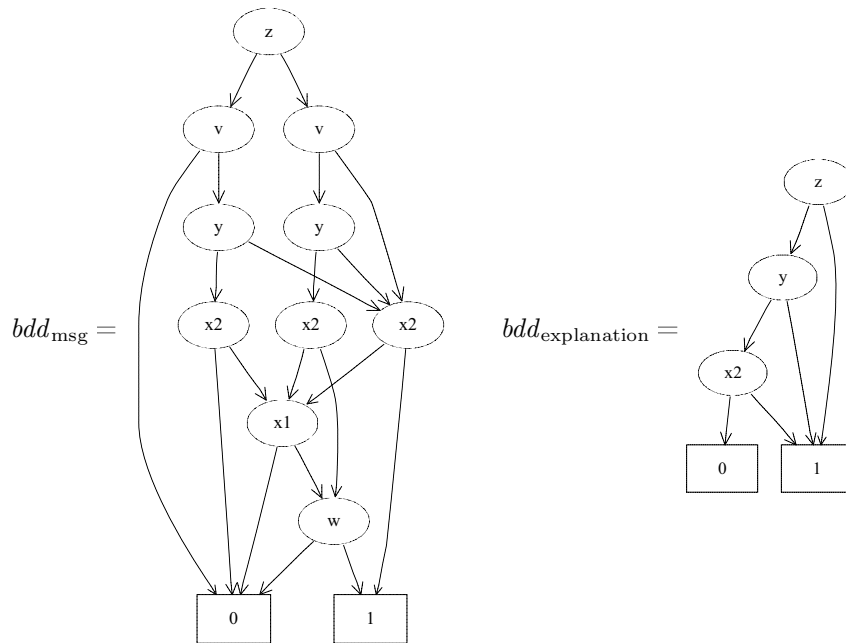 z
v v
z
y y
y
bdd_msg = x2 x2 x2 bdd_explanation =
x2
x1
0 1
w
0 1